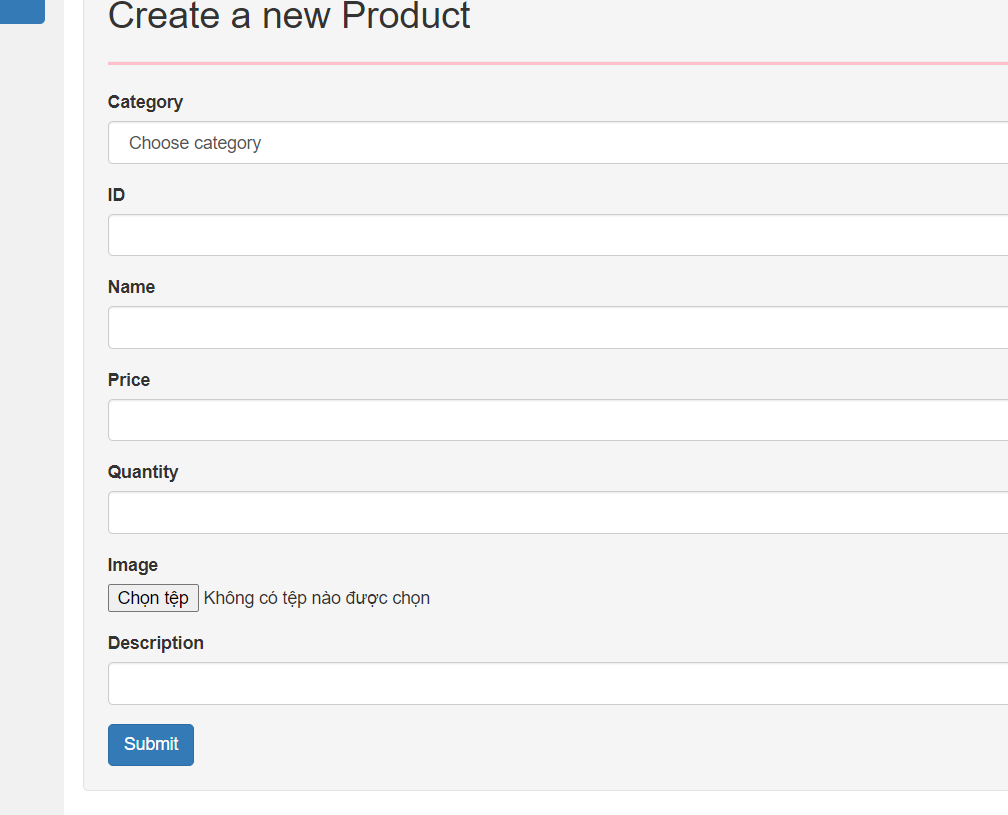 Create a new Product
Category
Choose category
ID
Name
Price
Quantity
Image
Chọn tệp Không có tệp nào được chọn
Description
Submit